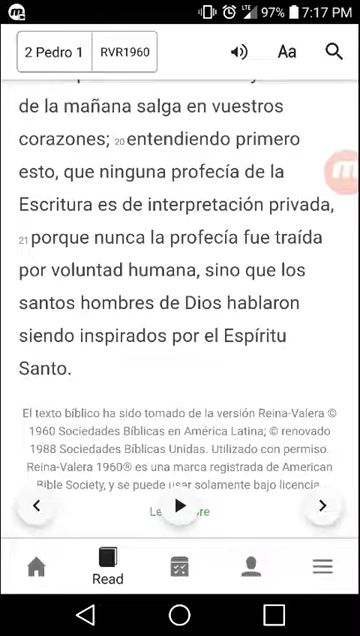 97% 7:17 PM
2 Pedro 1 RVR1960 Aa
de la mañana salga en vuestros
corazones; 20 entendiendo primero
esto, que ninguna profecía de la
Escritura es de interpretación privada,
21 porque nunca la profecía fue traída
por voluntad humana, sino que los
santos hombres de Dios hablaron
siendo inspirados por el Espíritu
Santo.
El texto bíblico ha sido tomado de la versión Reina-Valera ©
1960 Sociedades Bíblicas en América Latina; © renovado
1988 Sociedades Bíblicas Unidas. Utilizado con permiso.
Reina-Valera 1960® es una marca registrada de American
Bible Society, y se puede usar solamente bajo licencia.
Read